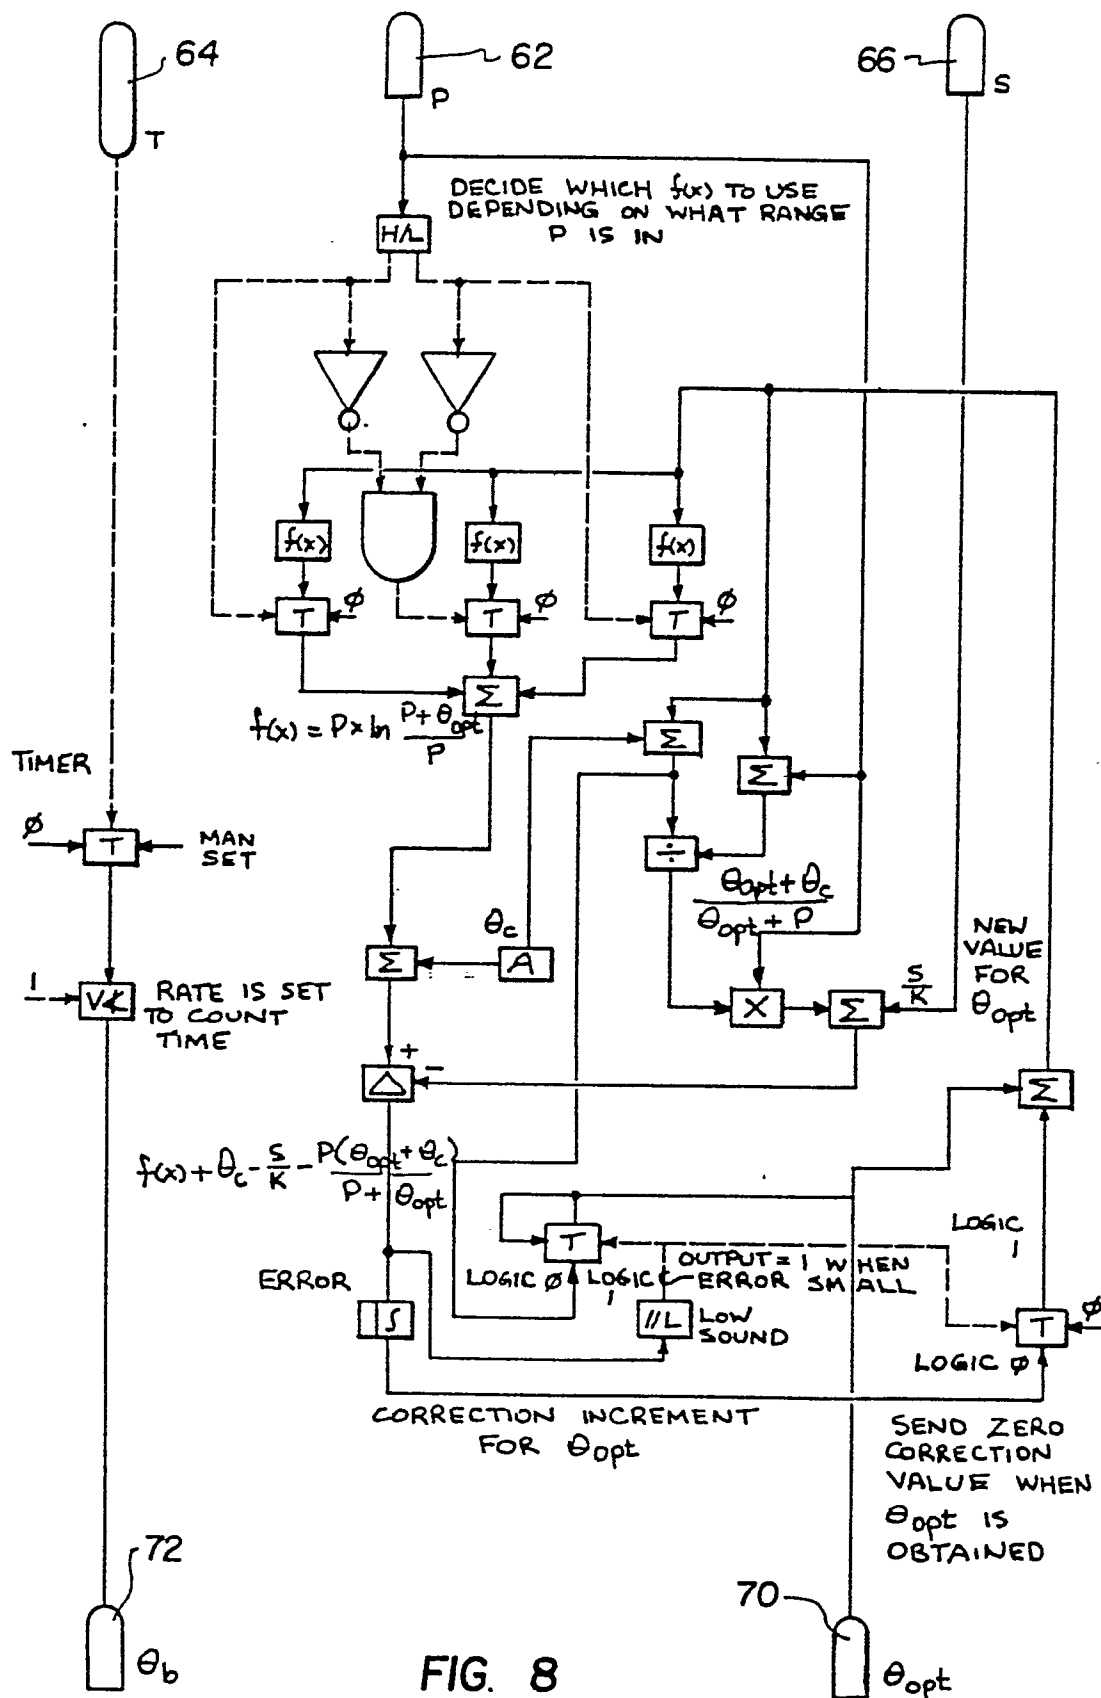 64
62
66
T
P
S
DECIDE WHICH f(x) TO USE
DEPENDING ON WHAT RANGE
P IS IN
H/L
f(x)
f(x)
f(x)
T
Ø
T
Ø
T
Ø
Σ
f(x) = P x ln P + θopt / P
Σ
Σ
TIMER
Ø
T
MAN
SET
÷
θopt + θc / θopt + P
θc
A
Σ
NEW
VALUE
FOR
θopt
1
V∢
RATE IS SET
TO COUNT
TIME
X
Σ
S/K
+
-
△
Σ
f(x) + θc - S/K - P(θopt + θc) / P + θopt
T
LOGIC
1
LOGIC Ø
LOGIC
1
OUTPUT = 1 WHEN
ERROR SMALL
ERROR
∫
//L
LOW
SOUND
T
Ø
LOGIC Ø
CORRECTION INCREMENT
FOR θopt
SEND ZERO
CORRECTION
VALUE WHEN
θopt IS
OBTAINED
72
70
θb
θopt
FIG. 8